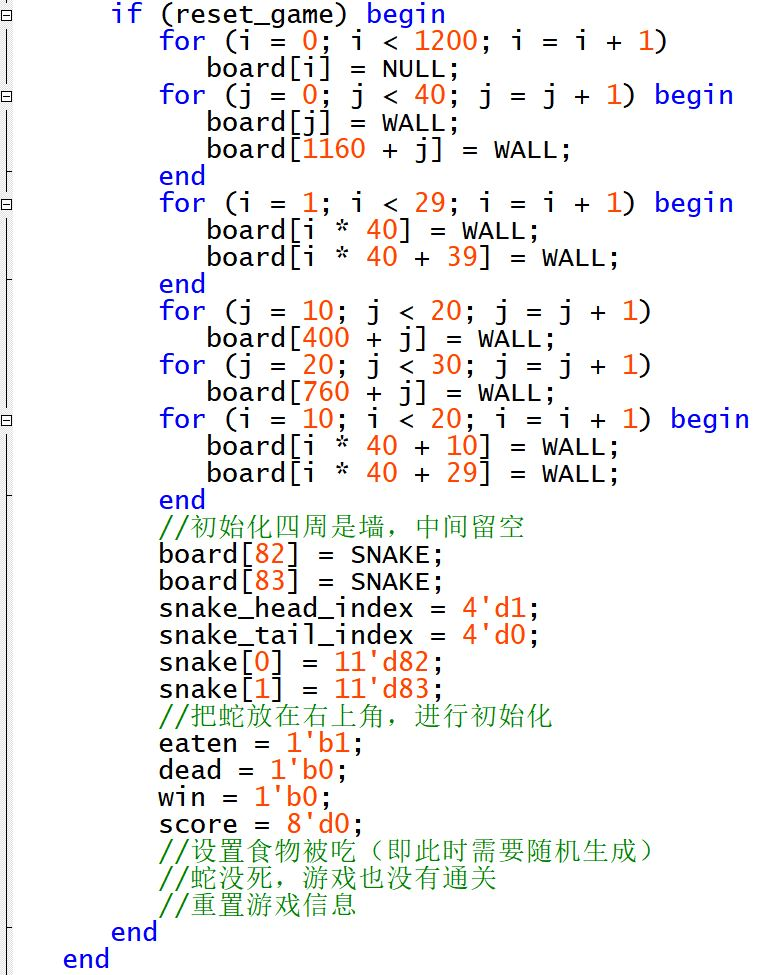 if (reset_game) begin
for (i = 0; i < 1200; i = i + 1)
board[i] = NULL;
for (j = 0; j < 40; j = j + 1) begin
board[j] = WALL;
board[1160 + j] = WALL;
end
for (i = 1; i < 29; i = i + 1) begin
board[i * 40] = WALL;
board[i * 40 + 39] = WALL;
end
for (j = 10; j < 20; j = j + 1)
board[400 + j] = WALL;
for (j = 20; j < 30; j = j + 1)
board[760 + j] = WALL;
for (i = 10; i < 20; i = i + 1) begin
board[i * 40 + 10] = WALL;
board[i * 40 + 29] = WALL;
end
//初始化四周是墙，中间留空
board[82] = SNAKE;
board[83] = SNAKE;
snake_head_index = 4'd1;
snake_tail_index = 4'd0;
snake[0] = 11'd82;
snake[1] = 11'd83;
//把蛇放在右上角，进行初始化
eaten = 1'b1;
dead = 1'b0;
win = 1'b0;
score = 8'd0;
//设置食物被吃（即此时需要随机生成）
//蛇没死，游戏也没有通关
//重置游戏信息
end
end